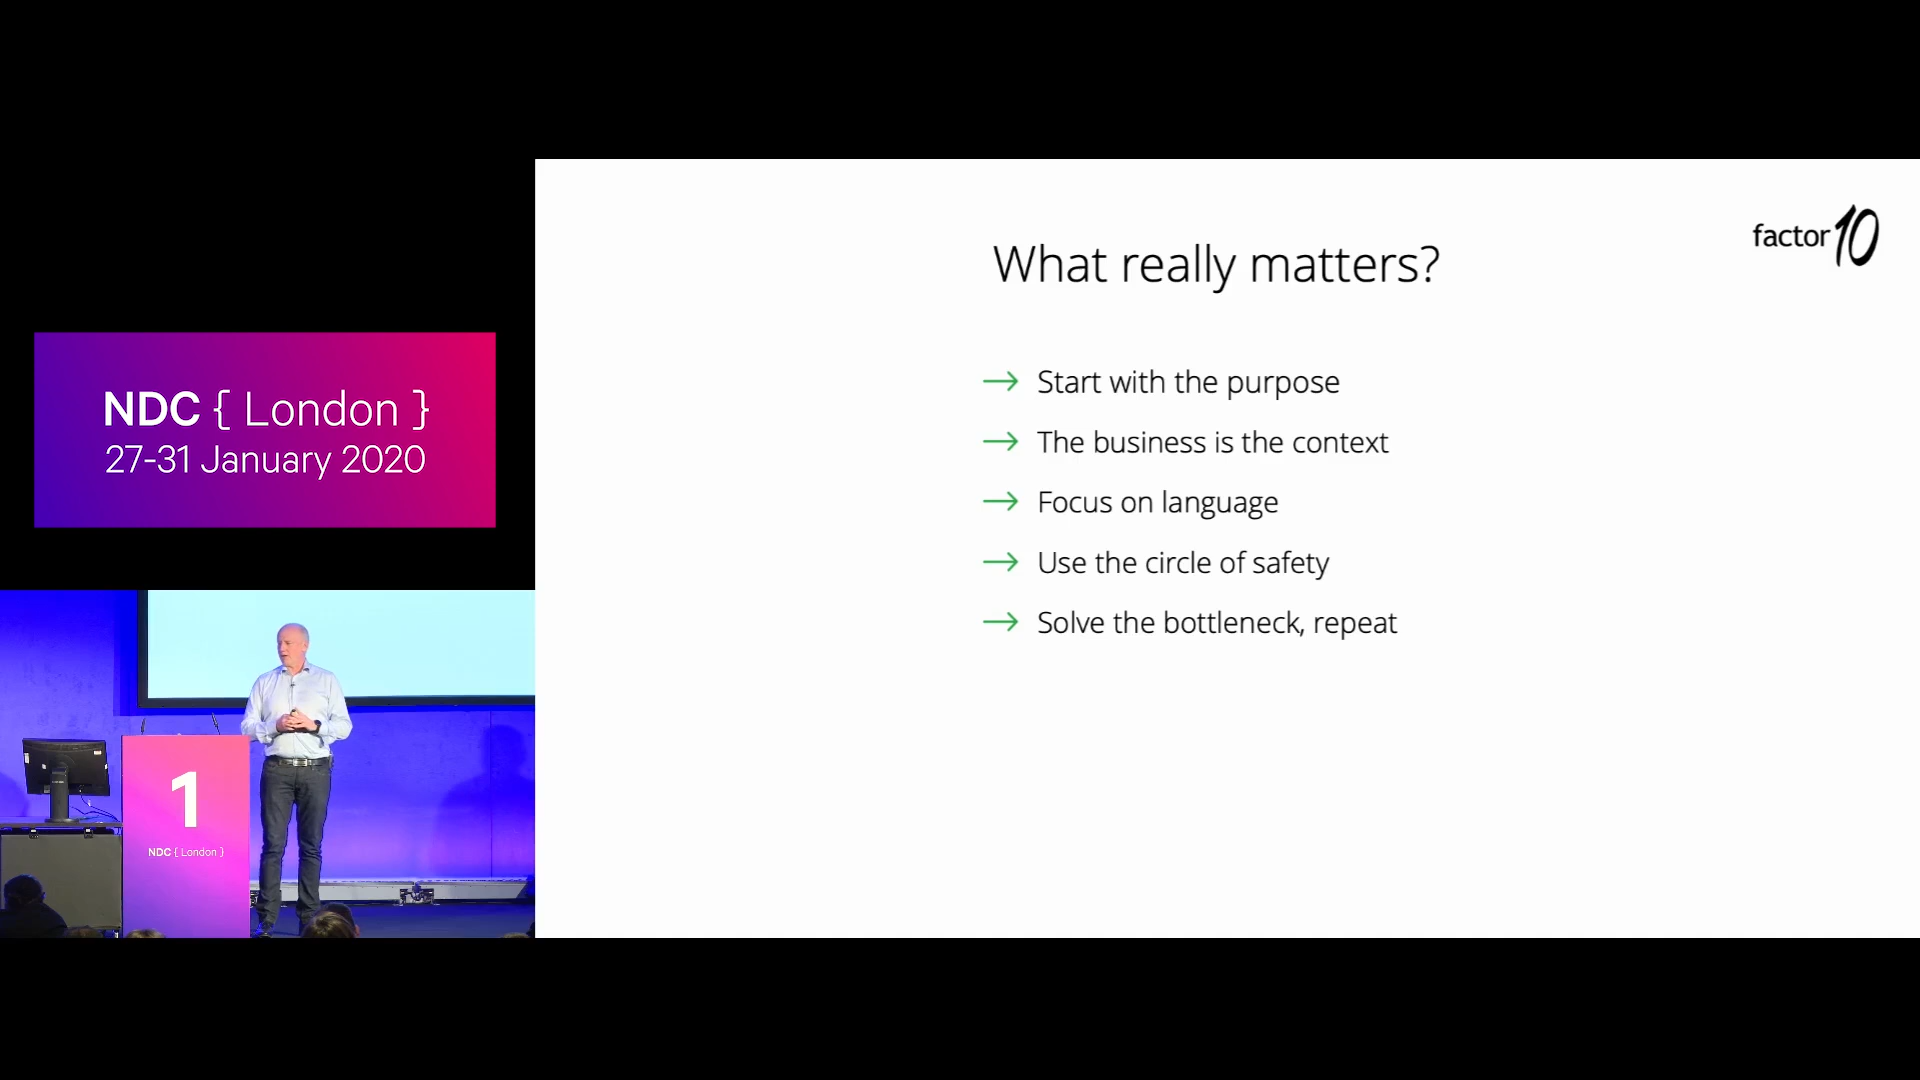 NDC { London }
27-31 January 2020
1
NDC { London }
factor10
What really matters?
→ Start with the purpose
→ The business is the context
→ Focus on language
→ Use the circle of safety
→ Solve the bottleneck, repeat